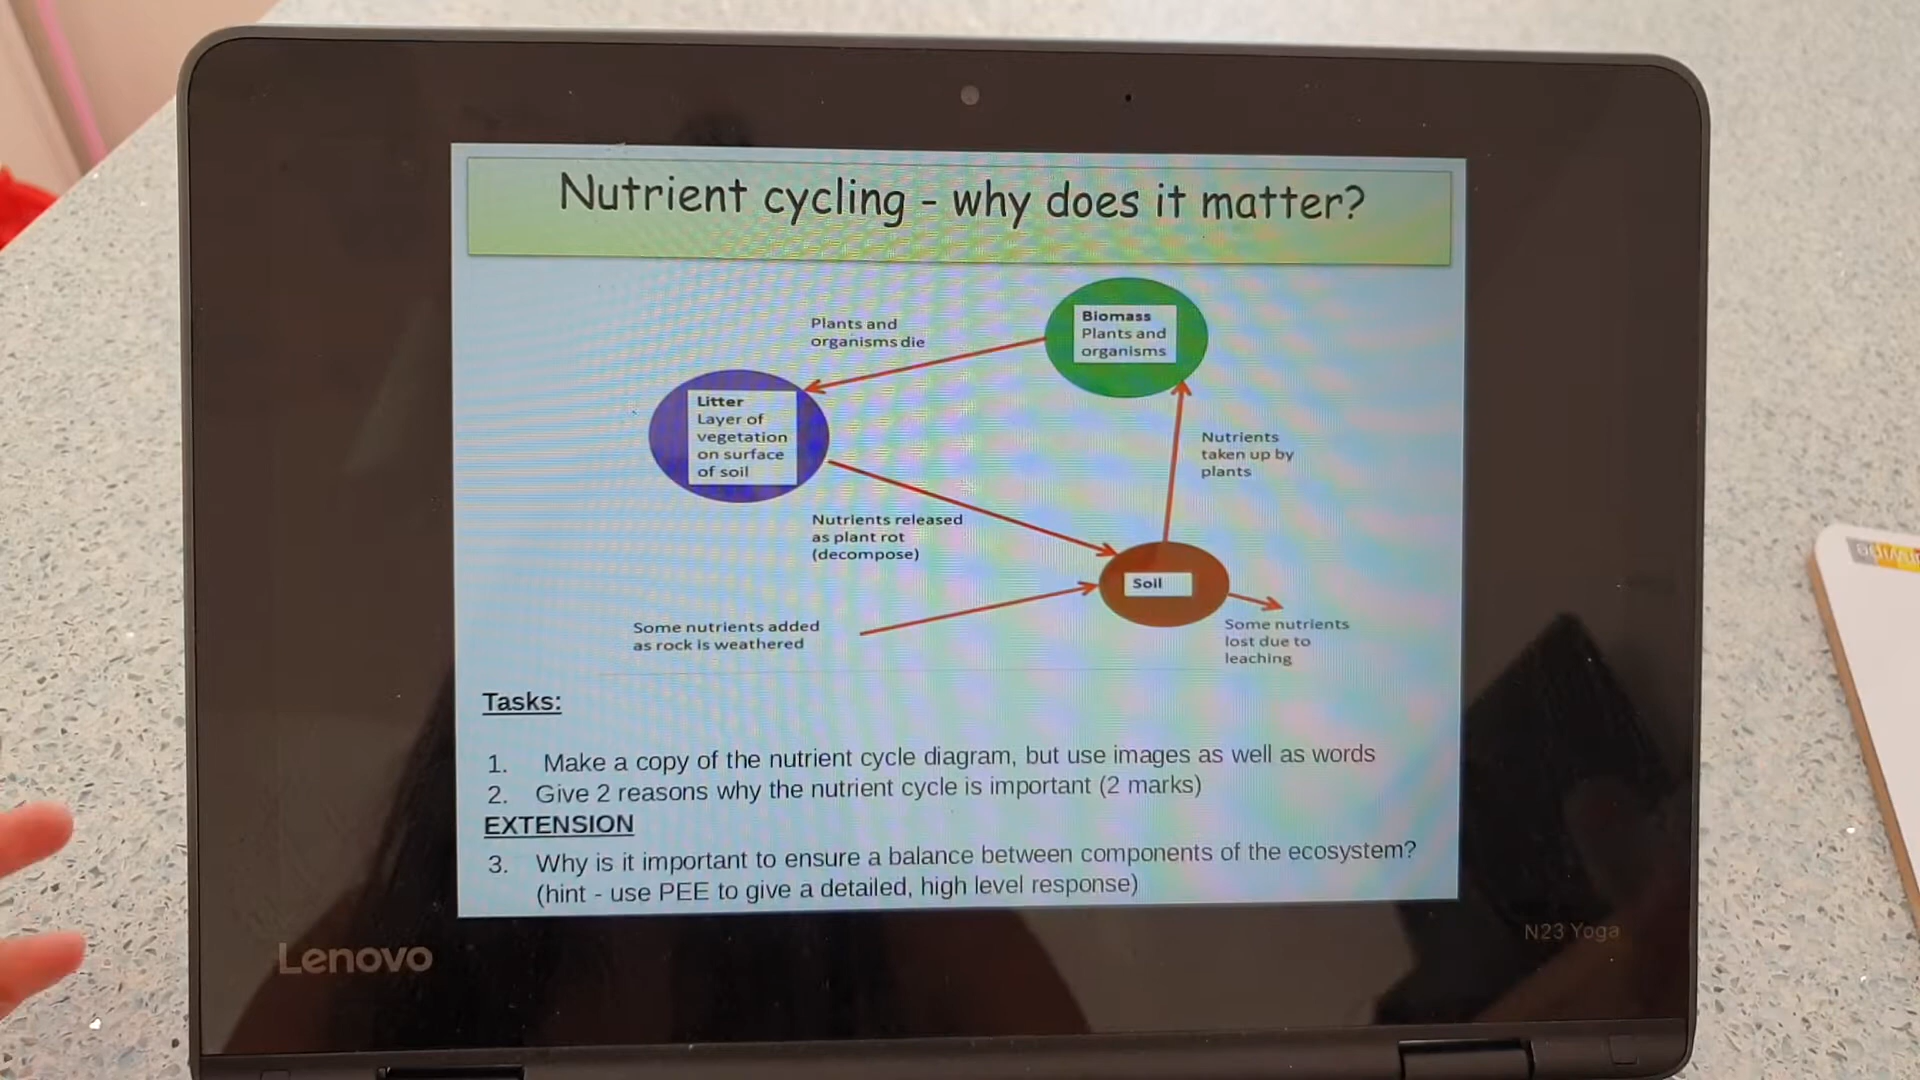 Nutrient cycling - why does it matter?
Biomass
Plants and
organisms
Plants and
organisms die
Litter
Layer of
vegetation
on surface
of soil
Nutrients
taken up by
plants
Nutrients released
as plant rot
(decompose)
Soil
Some nutrients added
as rock is weathered
Some nutrients
lost due to
leaching
Tasks:
1. Make a copy of the nutrient cycle diagram, but use images as well as words
2. Give 2 reasons why the nutrient cycle is important (2 marks)
EXTENSION
3. Why is it important to ensure a balance between components of the ecosystem?
(hint - use PEE to give a detailed, high level response)
Lenovo
N23 Yoga